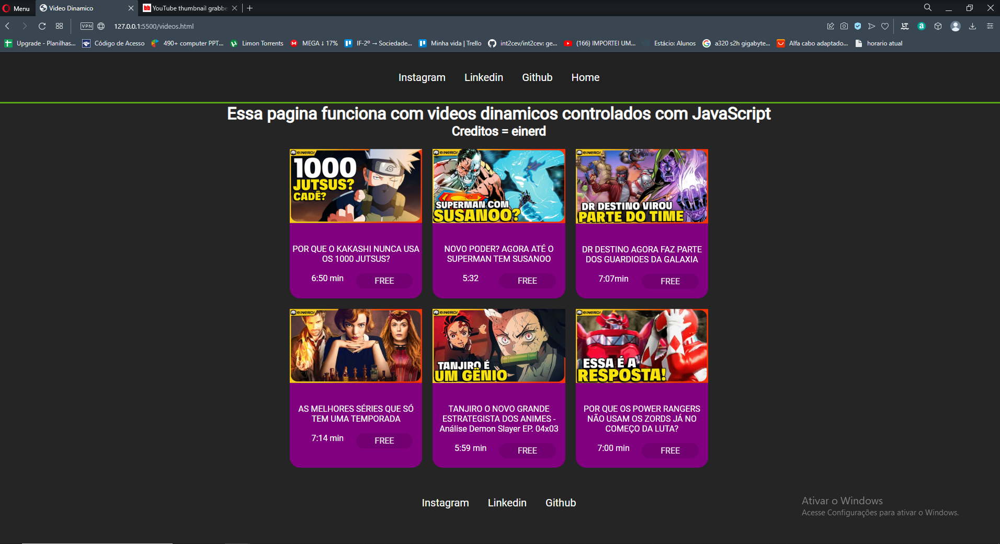 Menu
Video Dinamico
YouTube thumbnail grabbe
VPN
127.0.0.1:5500/videos.html
Upgrade - Planilhas...
Código de Acesso
490+ computer PPT...
Limon Torrents
MEGA ↓ 17%
IF-2º → Sociedade...
Minha vida | Trello
int2cev/int2cev: ge...
(166) IMPORTEI UM...
Estácio: Alunos
a320 s2h gigabyte...
Alfa cabo adaptado...
horario atual
Instagram Linkedin Github Home
Essa pagina funciona com videos dinamicos controlados com JavaScript
Creditos = einerd
eiNERD!
1000
JUTSUS?
CADÊ?
POR QUE O KAKASHI NUNCA USA
OS 1000 JUTSUS?
6:50 min FREE
eiNERD!
SUPERMAN COM
SUSANOO?
NOVO PODER? AGORA ATÉ O
SUPERMAN TEM SUSANOO
5:32 FREE
eiNERD!
DR DESTINO VIROU
PARTE DO TIME
DR DESTINO AGORA FAZ PARTE
DOS GUARDIOES DA GALAXIA
7:07min FREE
eiNERD!
AS MELHORES SÉRIES QUE SÓ
TEM UMA TEMPORADA
7:14 min FREE
eiNERD!
TANJIRO É
UM GÊNIO
TANJIRO O NOVO GRANDE
ESTRATEGISTA DOS ANIMES -
Análise Demon Slayer EP. 04x03
5:59 min FREE
eiNERD!
ESSA É A
RESPOSTA!
POR QUE OS POWER RANGERS
NÃO USAM OS ZORDS JÁ NO
COMEÇO DA LUTA?
7:00 min FREE
Instagram Linkedin Github
Ativar o Windows
Acesse Configurações para ativar o Windows.